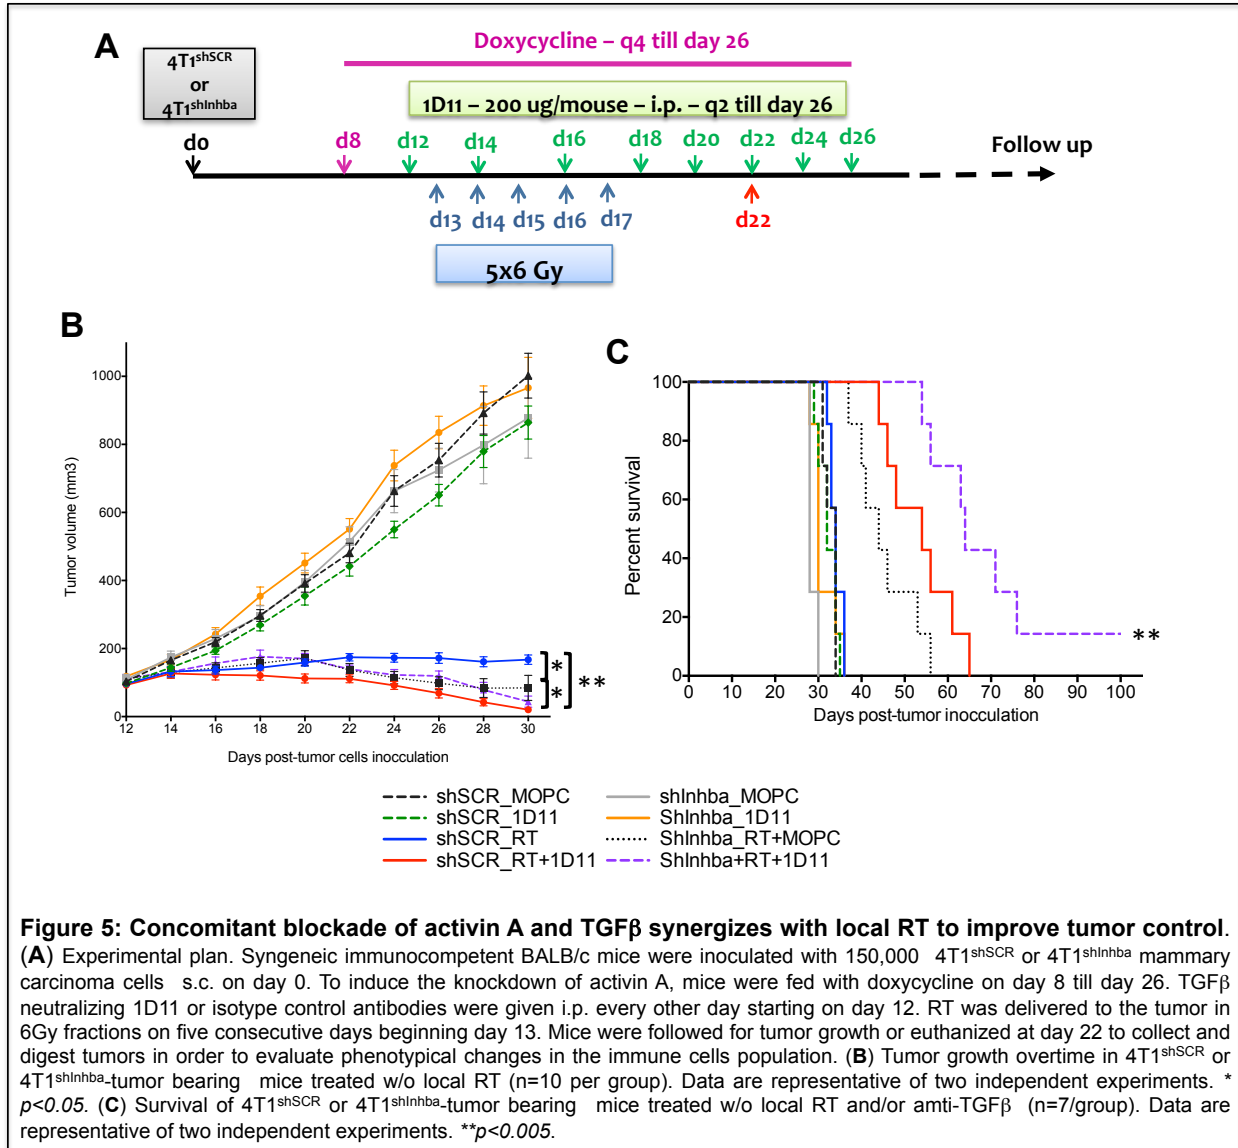 A
Doxycycline – q4 till day 26
4T1shSCR
or
4T1shInhba
1D11 – 200 ug/mouse – i.p. – q2 till day 26
d0 d8 d12 d14 d16 d18 d20 d22 d24 d26 Follow up
d13 d14 d15 d16 d17 d22
5x6 Gy
B
Tumor volume (mm3)
1000
800
600
400
200
0
12 14 16 18 20 22 24 26 28 30
Days post-tumor cells inocculation
*
*
**
C
Percent survival
100
80
60
40
20
0
0 10 20 30 40 50 60 70 80 90 100
Days post-tumor inocculation
**
shSCR_MOPC
shSCR_1D11
shSCR_RT
shSCR_RT+1D11
shInhba_MOPC
ShInhba_1D11
ShInhba_RT+MOPC
ShInhba+RT+1D11
Figure 5: Concomitant blockade of activin A and TGFβ synergizes with local RT to improve tumor control.
(A) Experimental plan. Syngeneic immunocompetent BALB/c mice were inoculated with 150,000 4T1shSCR or 4T1shInhba mammary
carcinoma cells s.c. on day 0. To induce the knockdown of activin A, mice were fed with doxycycline on day 8 till day 26. TGFβ
neutralizing 1D11 or isotype control antibodies were given i.p. every other day starting on day 12. RT was delivered to the tumor in
6Gy fractions on five consecutive days beginning day 13. Mice were followed for tumor growth or euthanized at day 22 to collect and
digest tumors in order to evaluate phenotypical changes in the immune cells population. (B) Tumor growth overtime in 4T1shSCR or
4T1shInhba-tumor bearing mice treated w/o local RT (n=10 per group). Data are representative of two independent experiments. *
p<0.05. (C) Survival of 4T1shSCR or 4T1shInhba-tumor bearing mice treated w/o local RT and/or amti-TGFβ (n=7/group). Data are
representative of two independent experiments. **p<0.005.